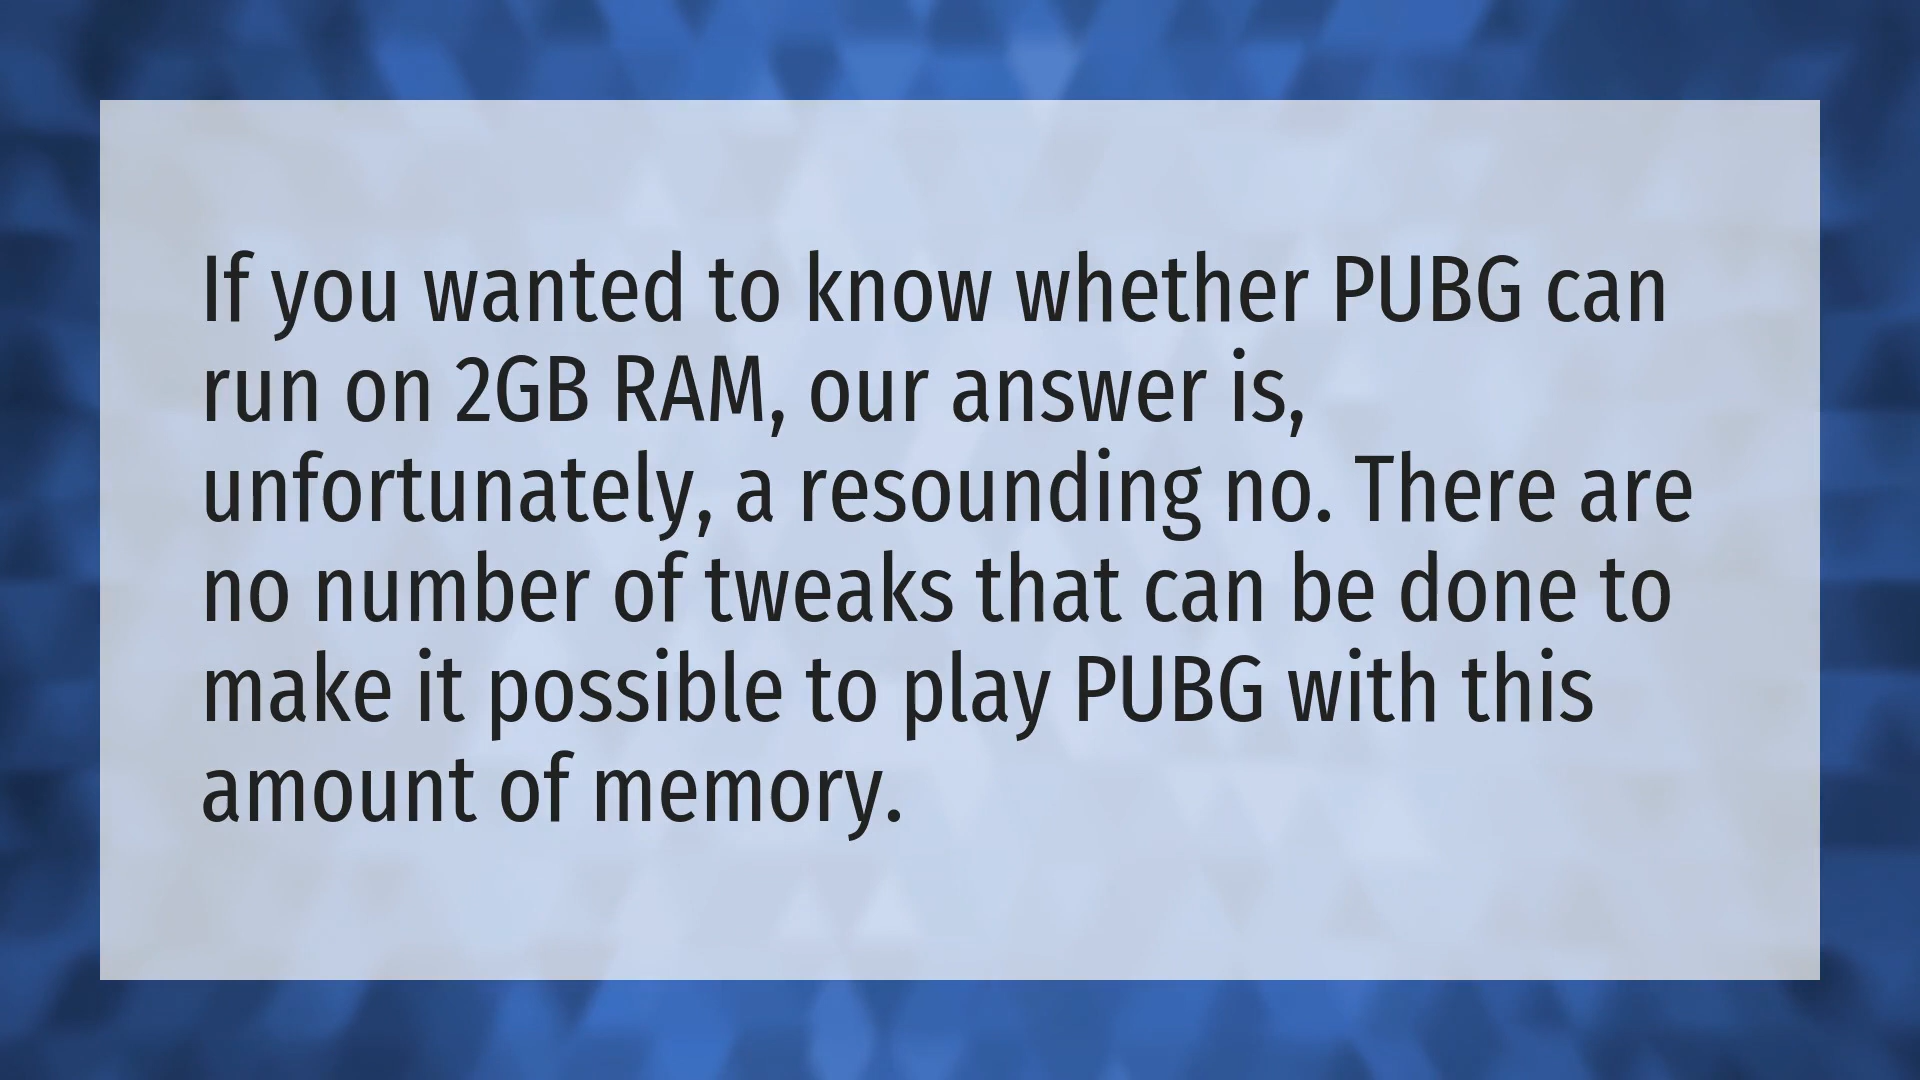 If you wanted to know whether PUBG can
run on 2GB RAM, our answer is,
unfortunately, a resounding no. There are
no number of tweaks that can be done to
make it possible to play PUBG with this
amount of memory.